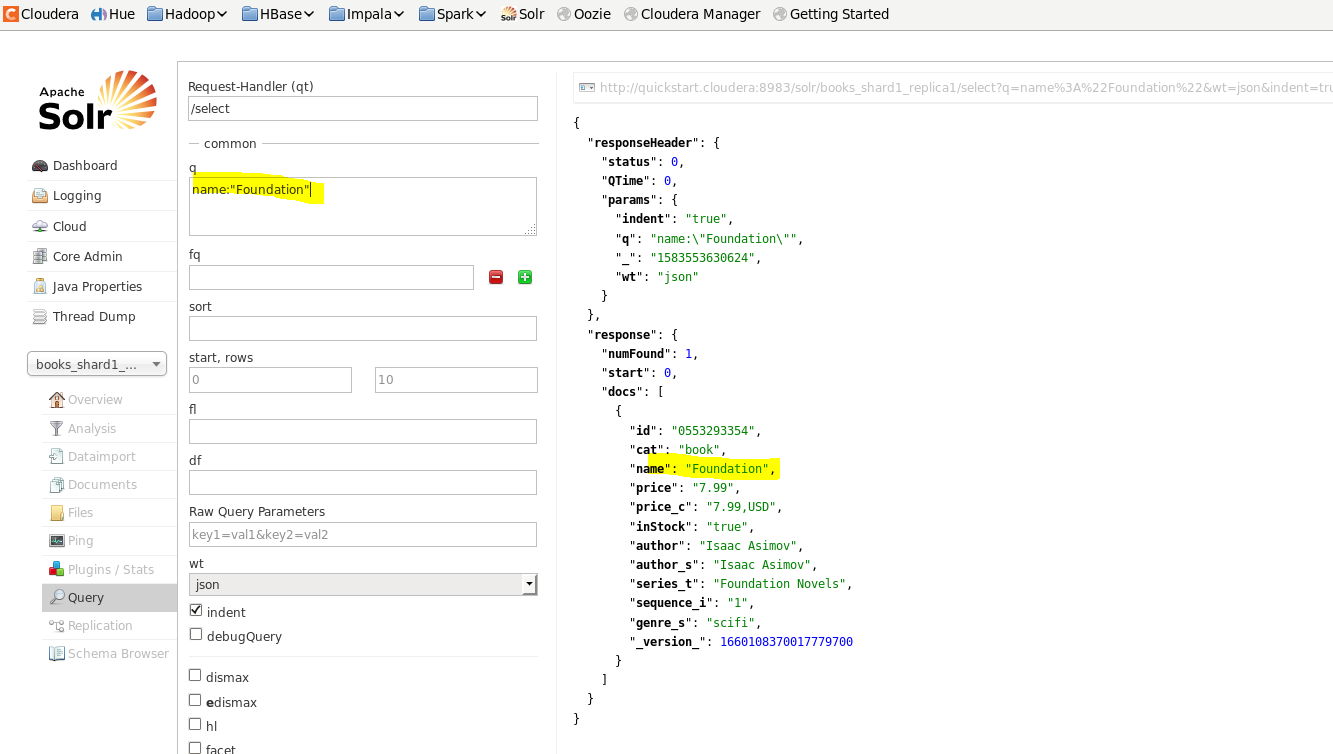 Cloudera Hue Hadoop HBase Impala Spark Solr Oozie Cloudera Manager Getting Started
Apache
Solr
Dashboard
Logging
Cloud
Core Admin
Java Properties
Thread Dump
books_shard1_...
Overview
Analysis
Dataimport
Documents
Files
Ping
Plugins / Stats
Query
Replication
Schema Browser
Request-Handler (qt)
/select
common
q
name:"Foundation"
fq
sort
start, rows
0 10
fl
df
Raw Query Parameters
key1=val1&key2=val2
wt
json
indent
debugQuery
dismax
edismax
hl
facet
http://quickstart.cloudera:8983/solr/books_shard1_replica1/select?q=name%3A%22Foundation%22&wt=json&indent=tru
{
"responseHeader": {
"status": 0,
"QTime": 0,
"params": {
"indent": "true",
"q": "name:\"Foundation\"",
"_": "1583553630624",
"wt": "json"
}
},
"response": {
"numFound": 1,
"start": 0,
"docs": [
{
"id": "0553293354",
"cat": "book",
"name": "Foundation",
"price": "7.99",
"price_c": "7.99,USD",
"inStock": "true",
"author": "Isaac Asimov",
"author_s": "Isaac Asimov",
"series_t": "Foundation Novels",
"sequence_i": "1",
"genre_s": "scifi",
"_version_": 1660108370017779700
}
]
}
}